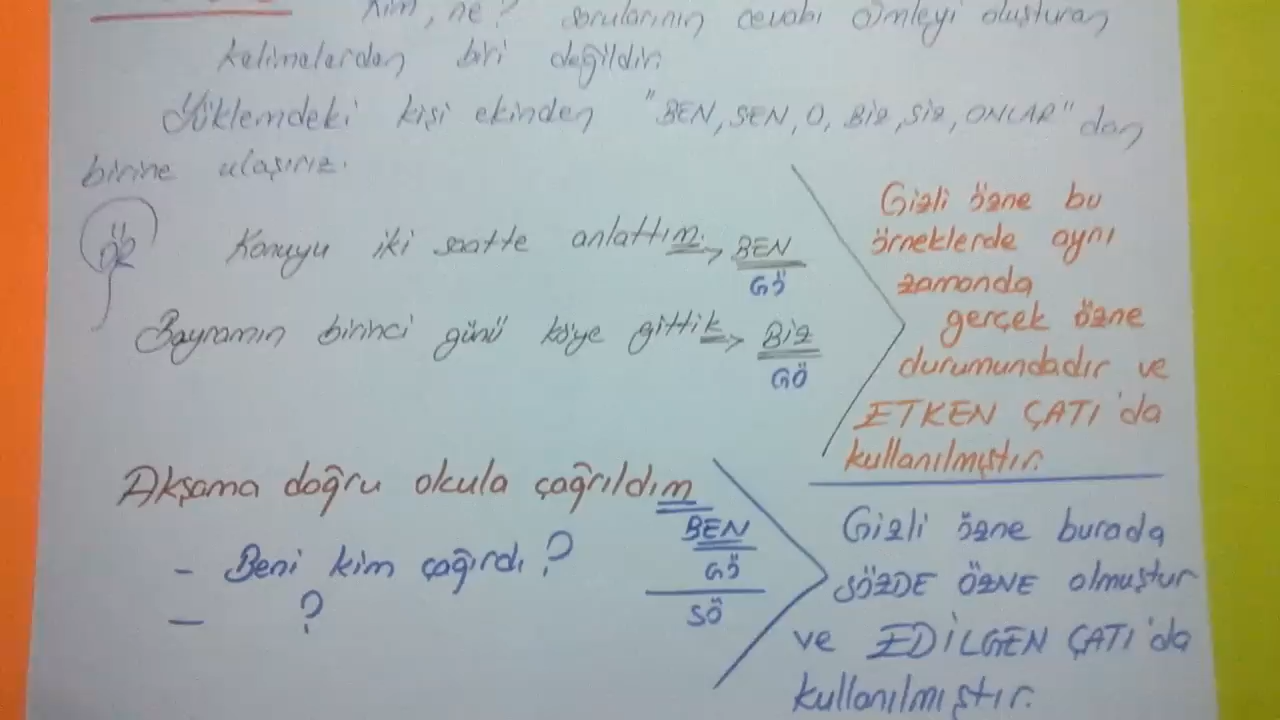 Kim, ne? sorularının cevabı cümleyi oluşturan
kelimelerden biri değildir.
Yüklemdeki kişi ekinden "BEN, SEN, O, BİZ, SİZ, ONLAR" dan
birine ulaşırız.
ÖR
Konuyu iki saatte anlattım. → BEN
GÖ
Bayramın birinci günü köye gittik → BİZ
GÖ
Gizli özne bu
örneklerde aynı
zamanda
gerçek özne
durumundadır ve
ETKEN ÇATI'da
kullanılmıştır.
Akşama doğru okula çağrıldım
BEN
GÖ
SÖ
- Beni kim çağırdı?
- ?
Gizli özne burada
SÖZDE ÖZNE olmuştur
ve EDİLGEN ÇATI'da
kullanılmıştır.